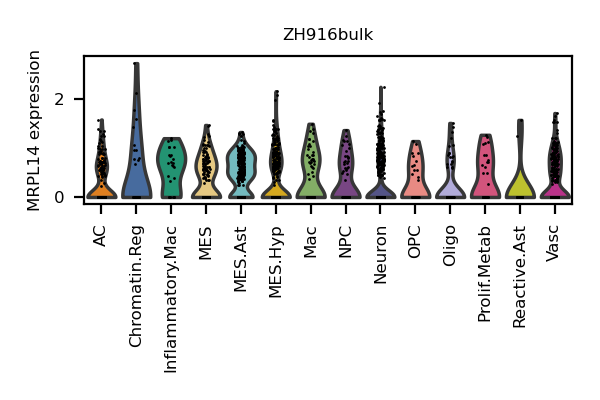 ZH916bulk
MRPL14 expression
2
0
AC
Chromatin.Reg
Inflammatory.Mac
MES
MES.Ast
MES.Hyp
Mac
NPC
Neuron
OPC
Oligo
Prolif.Metab
Reactive.Ast
Vasc